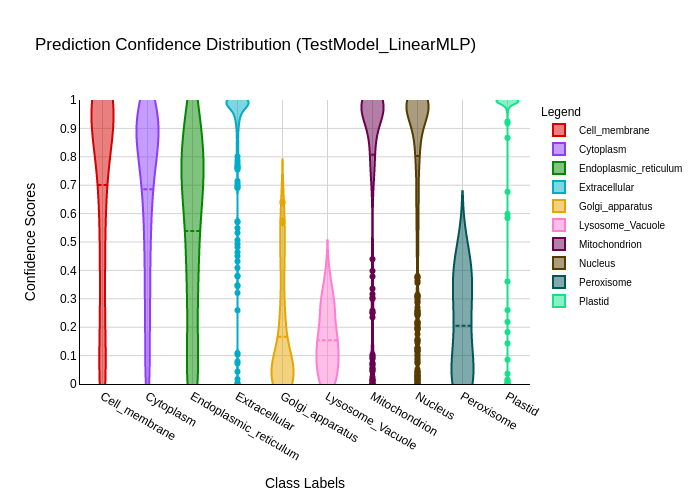 Prediction Confidence Distribution (TestModel_LinearMLP)
Confidence Scores
1
0.9
0.8
0.7
0.6
0.5
0.4
0.3
0.2
0.1
0
Cell_membrane
Cytoplasm
Endoplasmic_reticulum
Extracellular
Golgi_apparatus
Lysosome_Vacuole
Mitochondrion
Nucleus
Peroxisome
Plastid
Class Labels
Legend
Cell_membrane
Cytoplasm
Endoplasmic_reticulum
Extracellular
Golgi_apparatus
Lysosome_Vacuole
Mitochondrion
Nucleus
Peroxisome
Plastid